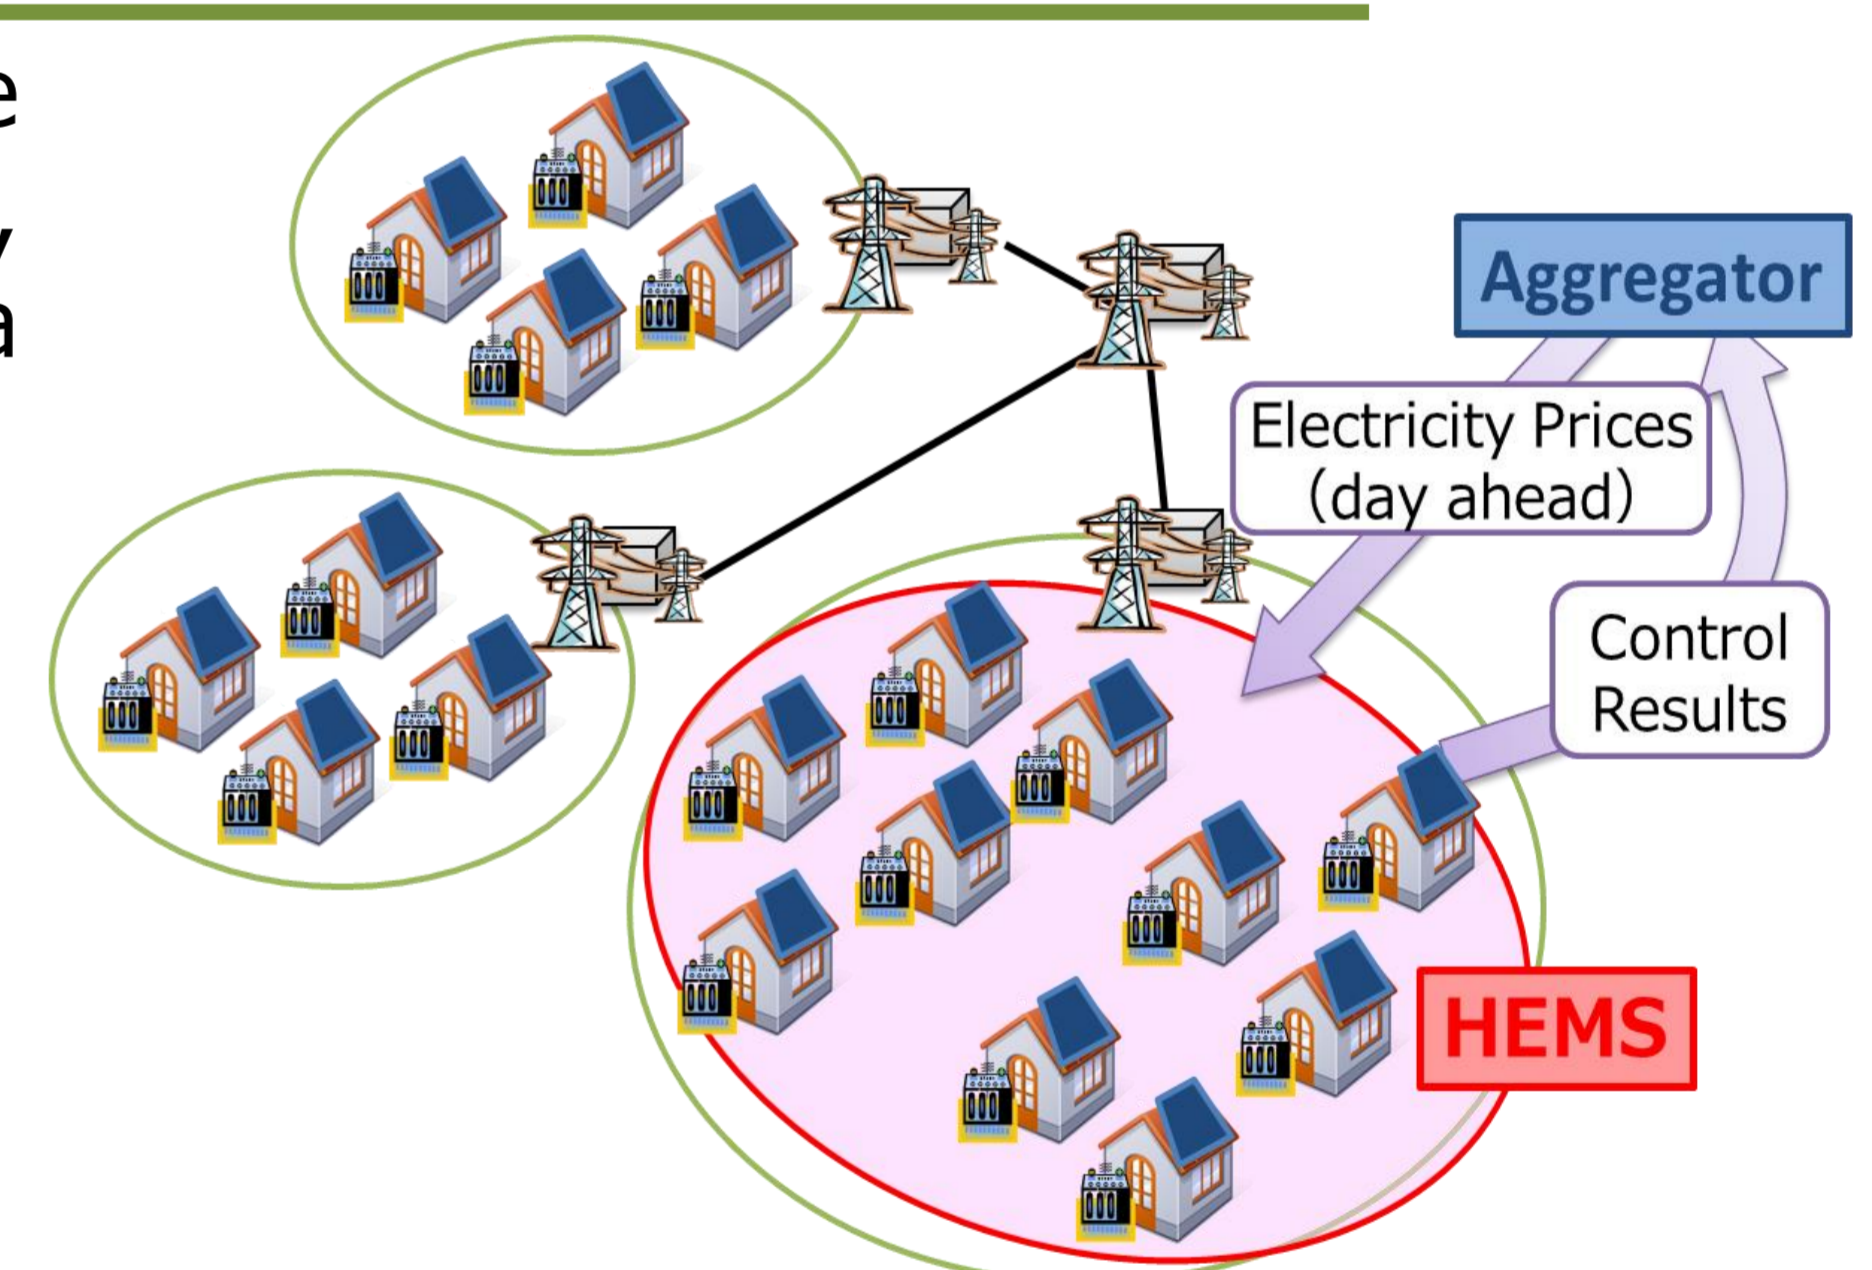 e
y
a
Aggregator
Electricity Prices
(day ahead)
Control
Results
HEMS